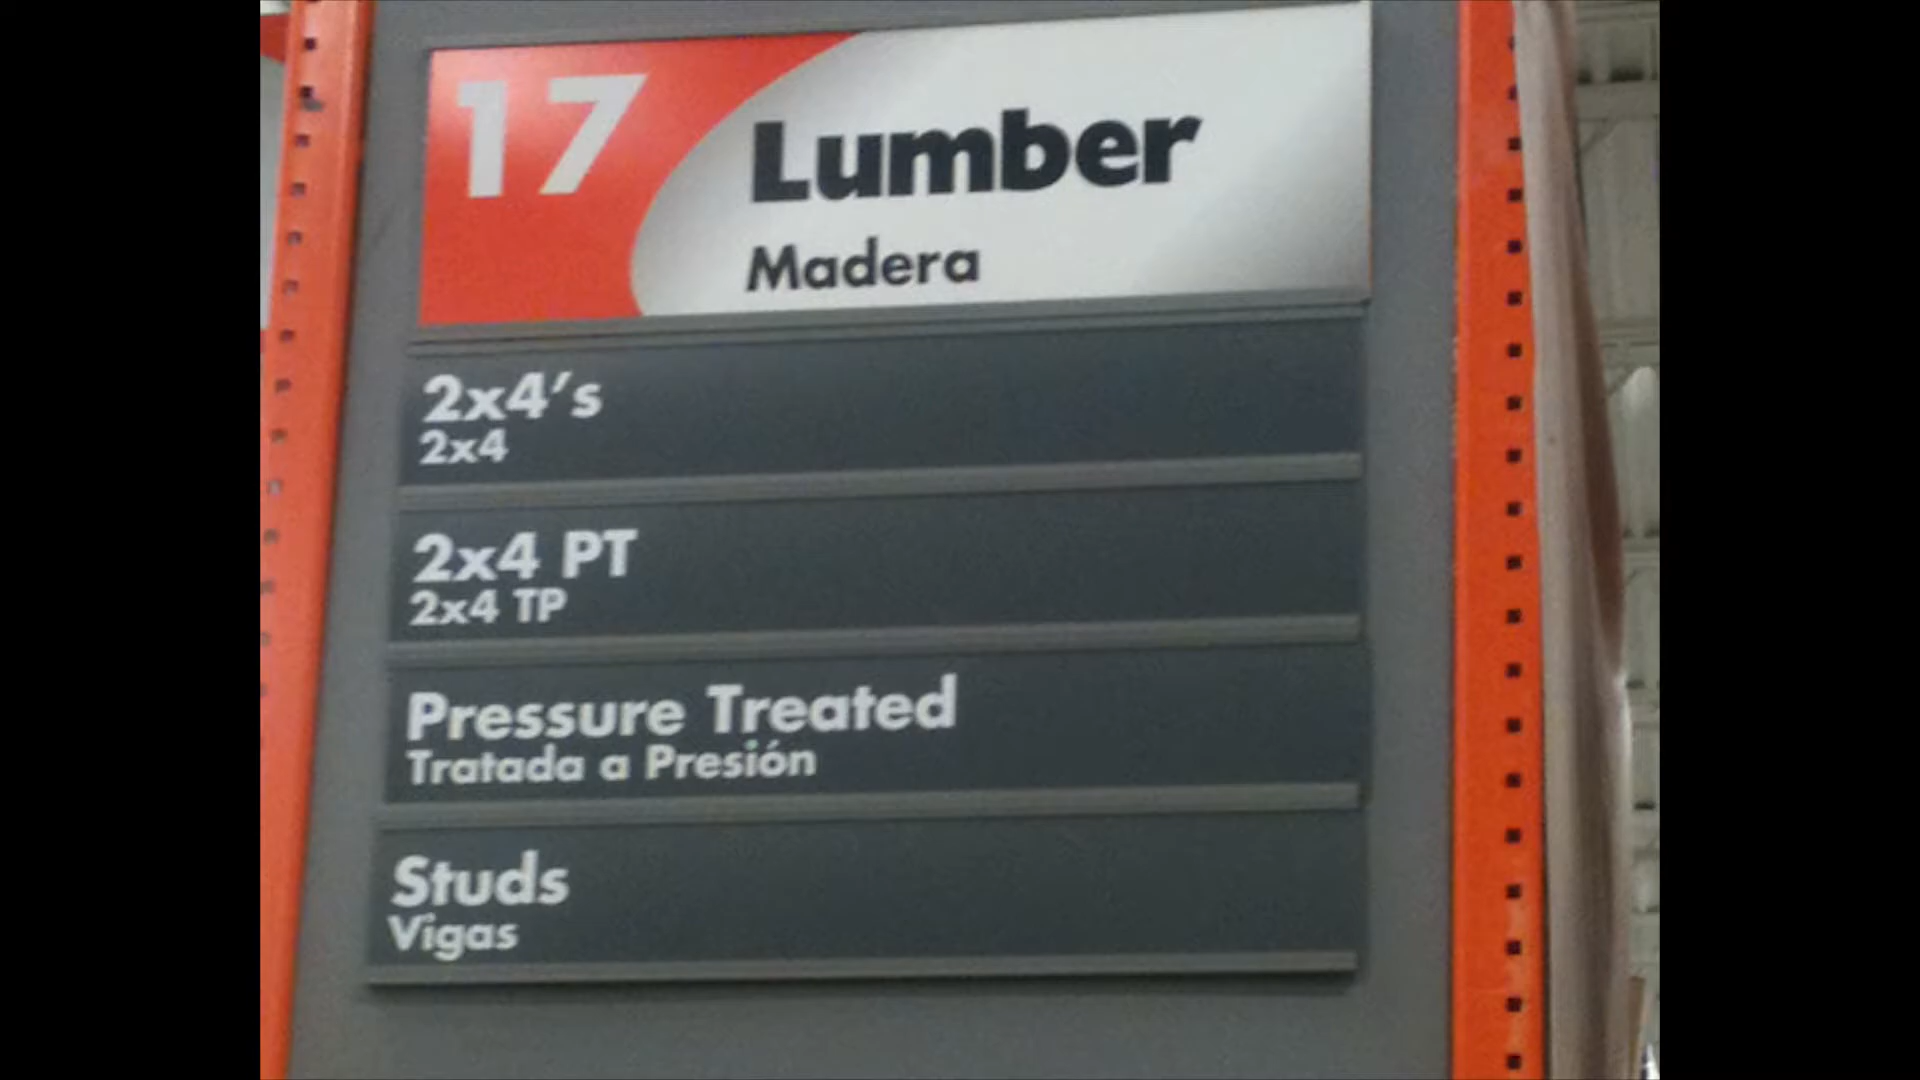 17
Lumber
Madera
2x4's
2x4
2x4 PT
2x4 TP
Pressure Treated
Tratada a Presión
Studs
Vigas